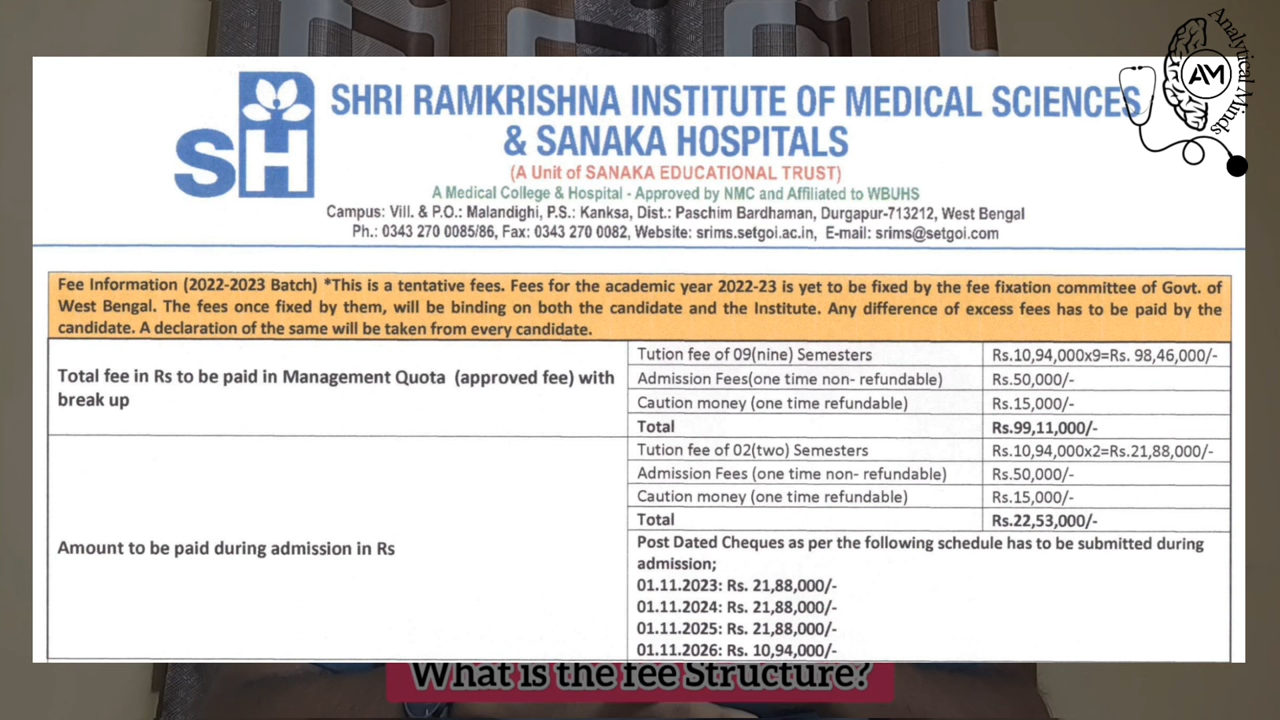 SH
SHRI RAMKRISHNA INSTITUTE OF MEDICAL SCIENCES
& SANAKA HOSPITALS
(A Unit of SANAKA EDUCATIONAL TRUST)
A Medical College & Hospital - Approved by NMC and Affiliated to WBUHS
Campus: Vill. & P.O.: Malandighi, P.S.: Kanksa, Dist.: Paschim Bardhaman, Durgapur-713212, West Bengal
Ph.: 0343 270 0085/86, Fax: 0343 270 0082, Website: srims.setgoi.ac.in, E-mail: srims@setgoi.com
Analytical Minds
AM
Fee Information (2022-2023 Batch) *This is a tentative fees. Fees for the academic year 2022-23 is yet to be fixed by the fee fixation committee of Govt. of
West Bengal. The fees once fixed by them, will be binding on both the candidate and the Institute. Any difference of excess fees has to be paid by the
candidate. A declaration of the same will be taken from every candidate.
Total fee in Rs to be paid in Management Quota (approved fee) with
break up
Tution fee of 09(nine) Semesters Rs.10,94,000x9=Rs. 98,46,000/-
Admission Fees(one time non- refundable) Rs.50,000/-
Caution money (one time refundable) Rs.15,000/-
Total Rs.99,11,000/-
Amount to be paid during admission in Rs
Tution fee of 02(two) Semesters Rs.10,94,000x2=Rs.21,88,000/-
Admission Fees (one time non- refundable) Rs.50,000/-
Caution money (one time refundable) Rs.15,000/-
Total Rs.22,53,000/-
Post Dated Cheques as per the following schedule has to be submitted during
admission;
01.11.2023: Rs. 21,88,000/-
01.11.2024: Rs. 21,88,000/-
01.11.2025: Rs. 21,88,000/-
01.11.2026: Rs. 10,94,000/-
What is the fee Structure?